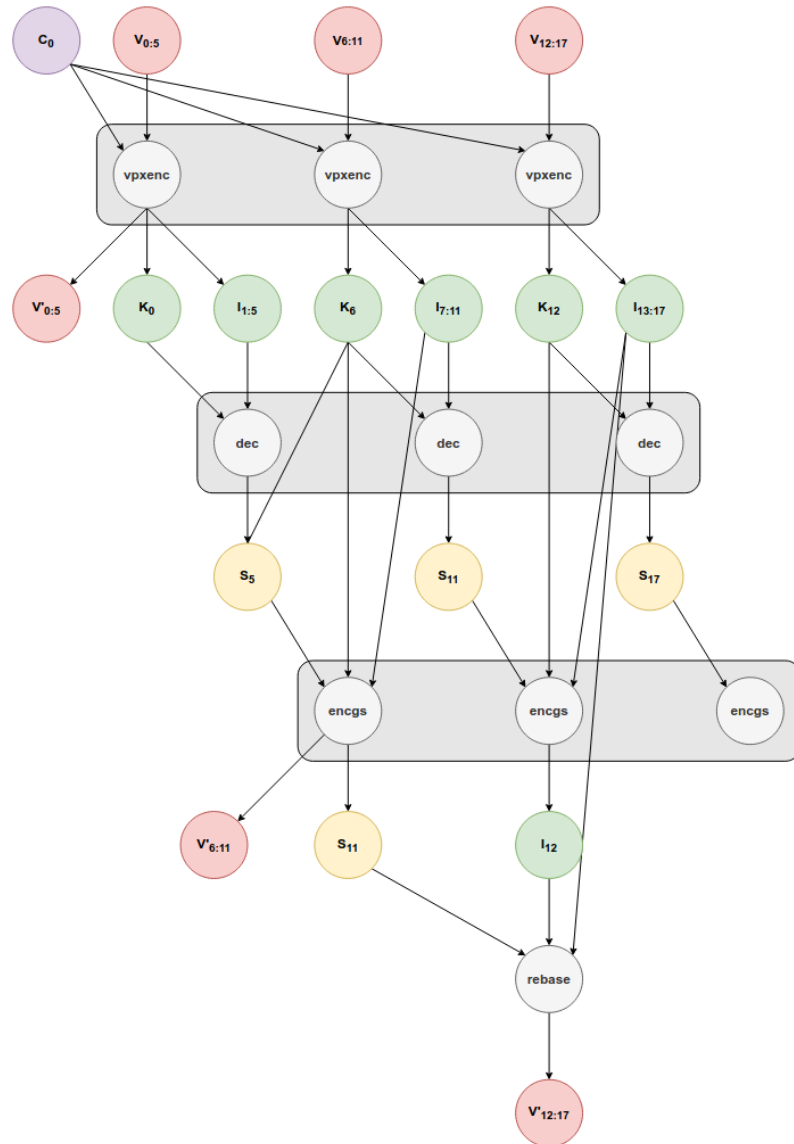 C0 V0:5 V6:11 V12:17
vpxenc vpxenc vpxenc
V'0:5 K0 I1:5 K6 I7:11 K12 I13:17
dec dec dec
S5 S11 S17
encgs encgs encgs
V'6:11 S11 I12
rebase
V'12:17